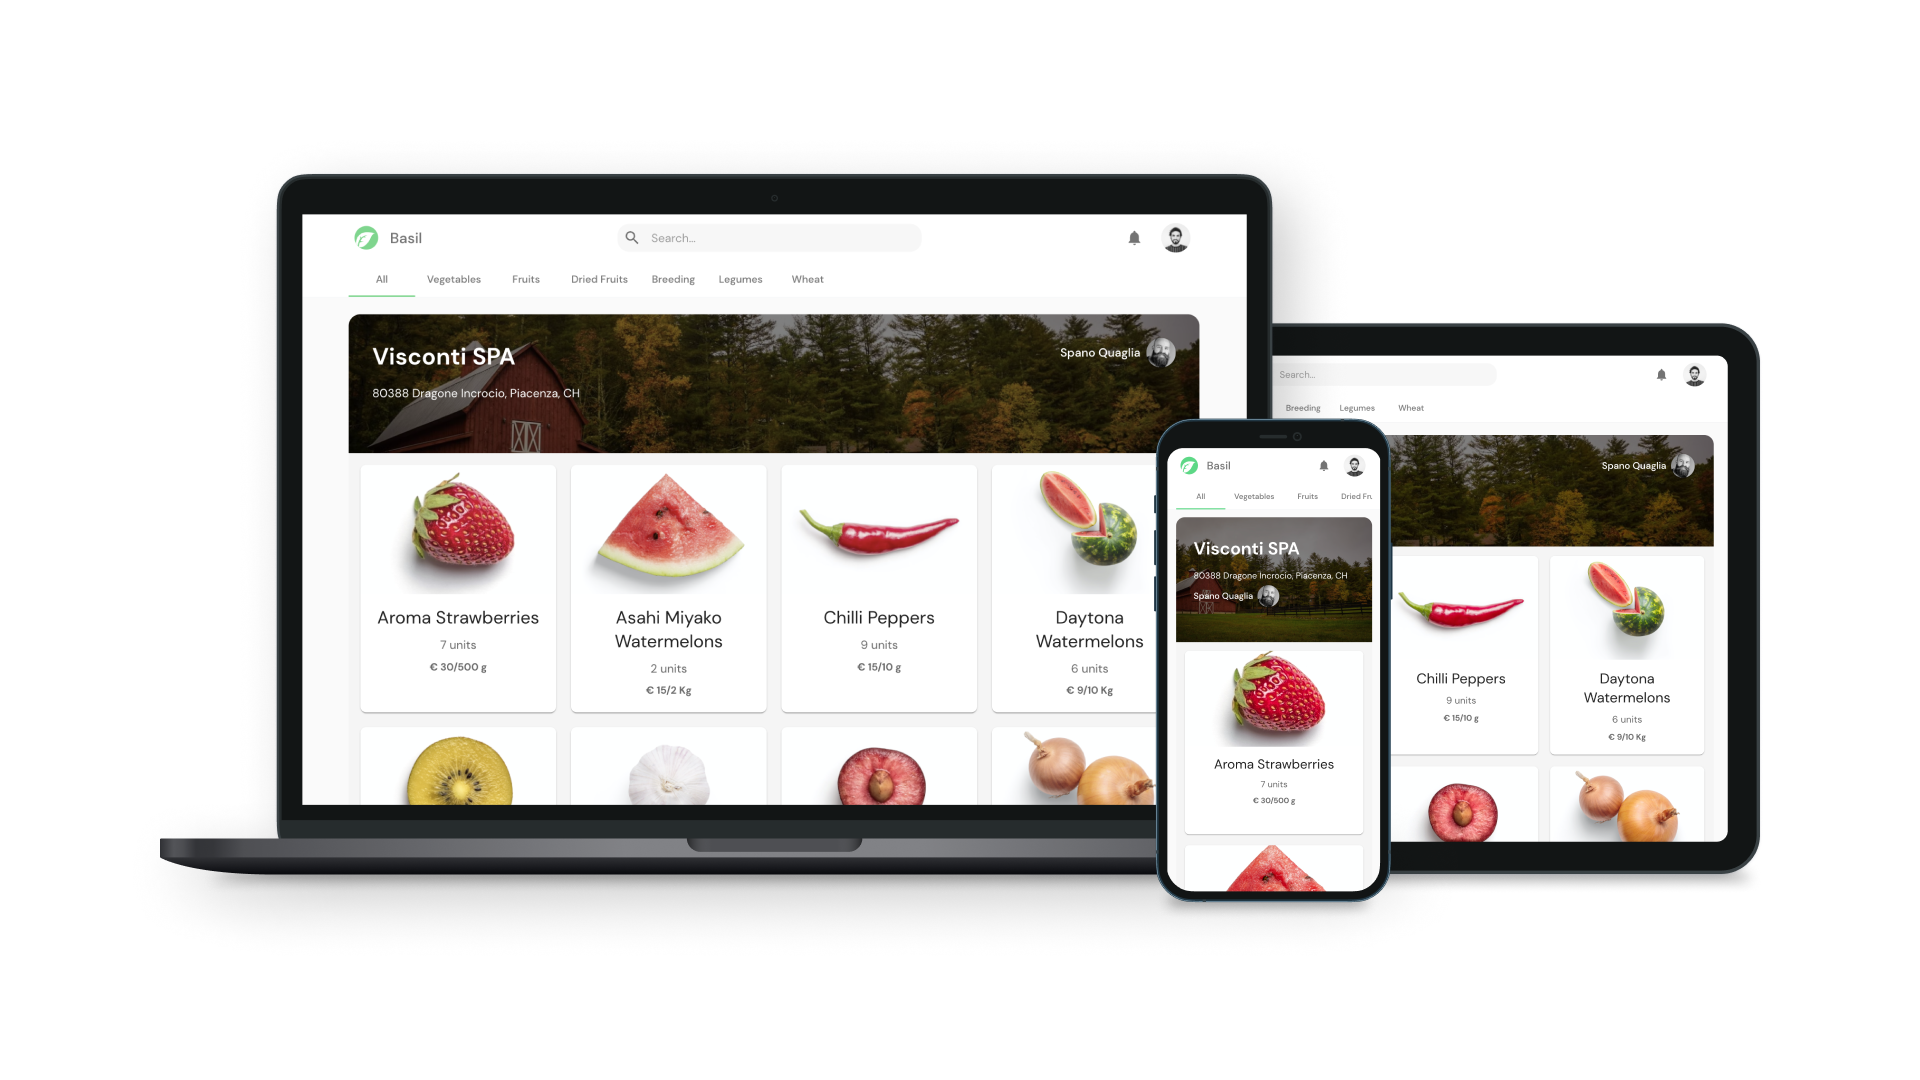 Basil
Search...
All Vegetables Fruits Dried Fruits Breeding Legumes Wheat
Visconti SPA
Spano Quaglia
80388 Dragone Incrocio, Piacenza, CH
Aroma Strawberries
7 units
€ 30/500 g
Asahi Miyako
Watermelons
2 units
€ 15/2 Kg
Chilli Peppers
9 units
€ 15/10 g
Daytona
Watermelons
6 units
€ 9/10 Kg
Basil
All Vegetables Fruits Dried Fr
Visconti SPA
80388 Dragone Incrocio, Piacenza, CH
Spano Quaglia
Aroma Strawberries
7 units
€ 30/500 g
Search...
Breeding Legumes Wheat
Spano Quaglia
Chilli Peppers
9 units
€ 15/10 g
Daytona
Watermelons
6 units
€ 9/10 Kg